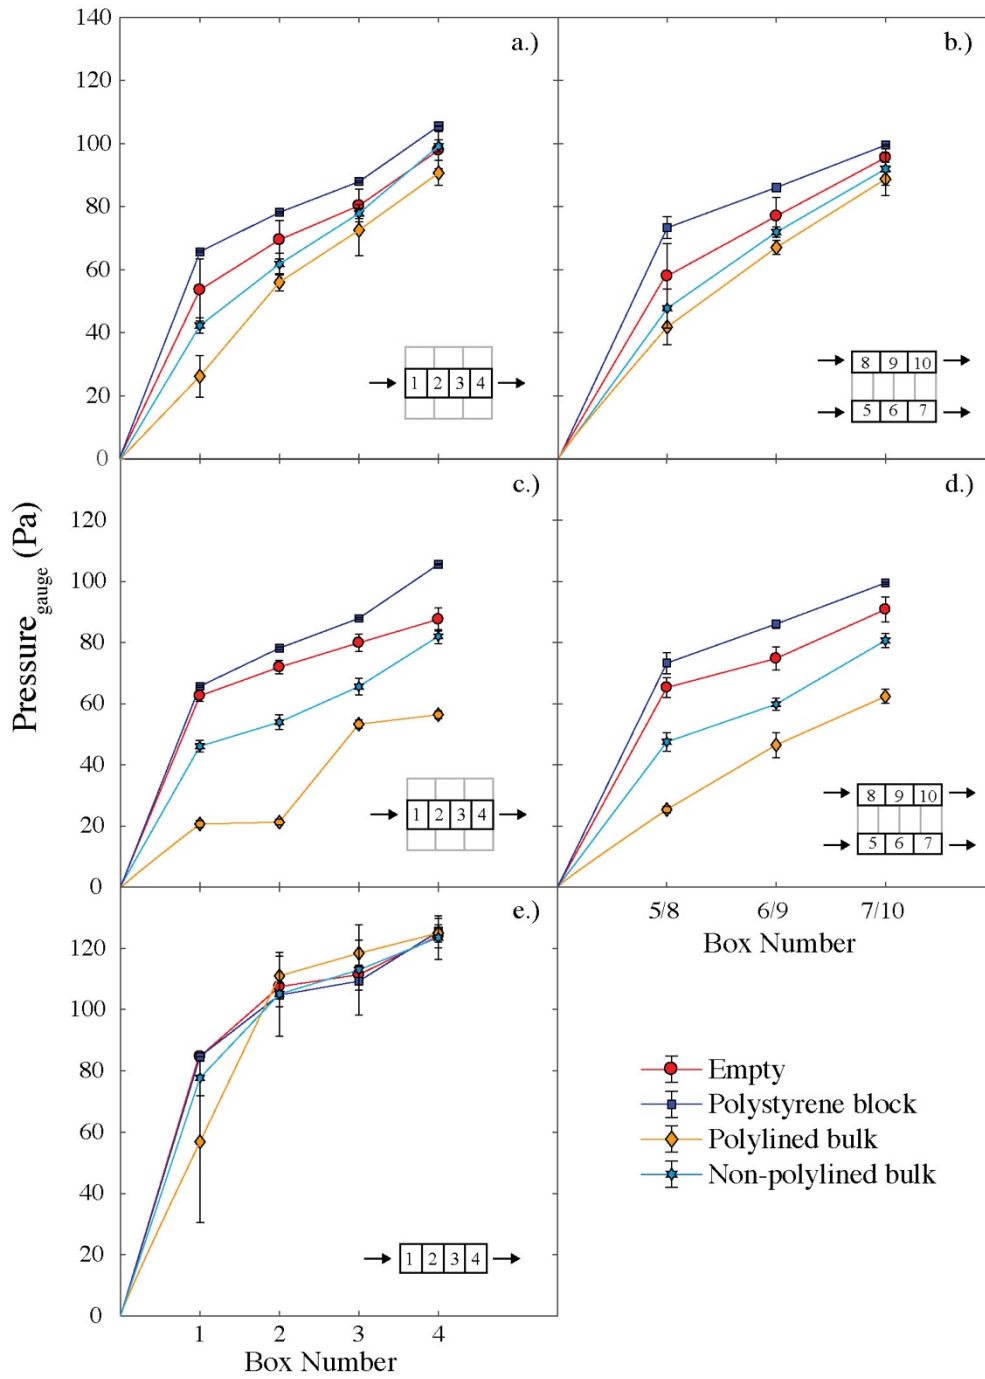 140
120
100
80
60
40
20
0
a.)
1 2 3 4
b.)
8 9 10
5 6 7
Pressure gauge (Pa)
120
100
80
60
40
20
0
c.)
1 2 3 4
d.)
8 9 10
5 6 7
5/8 6/9 7/10
Box Number
120
100
80
60
40
20
0
e.)
1 2 3 4
1 2 3 4
Box Number
Empty
Polystyrene block
Polylined bulk
Non-polylined bulk